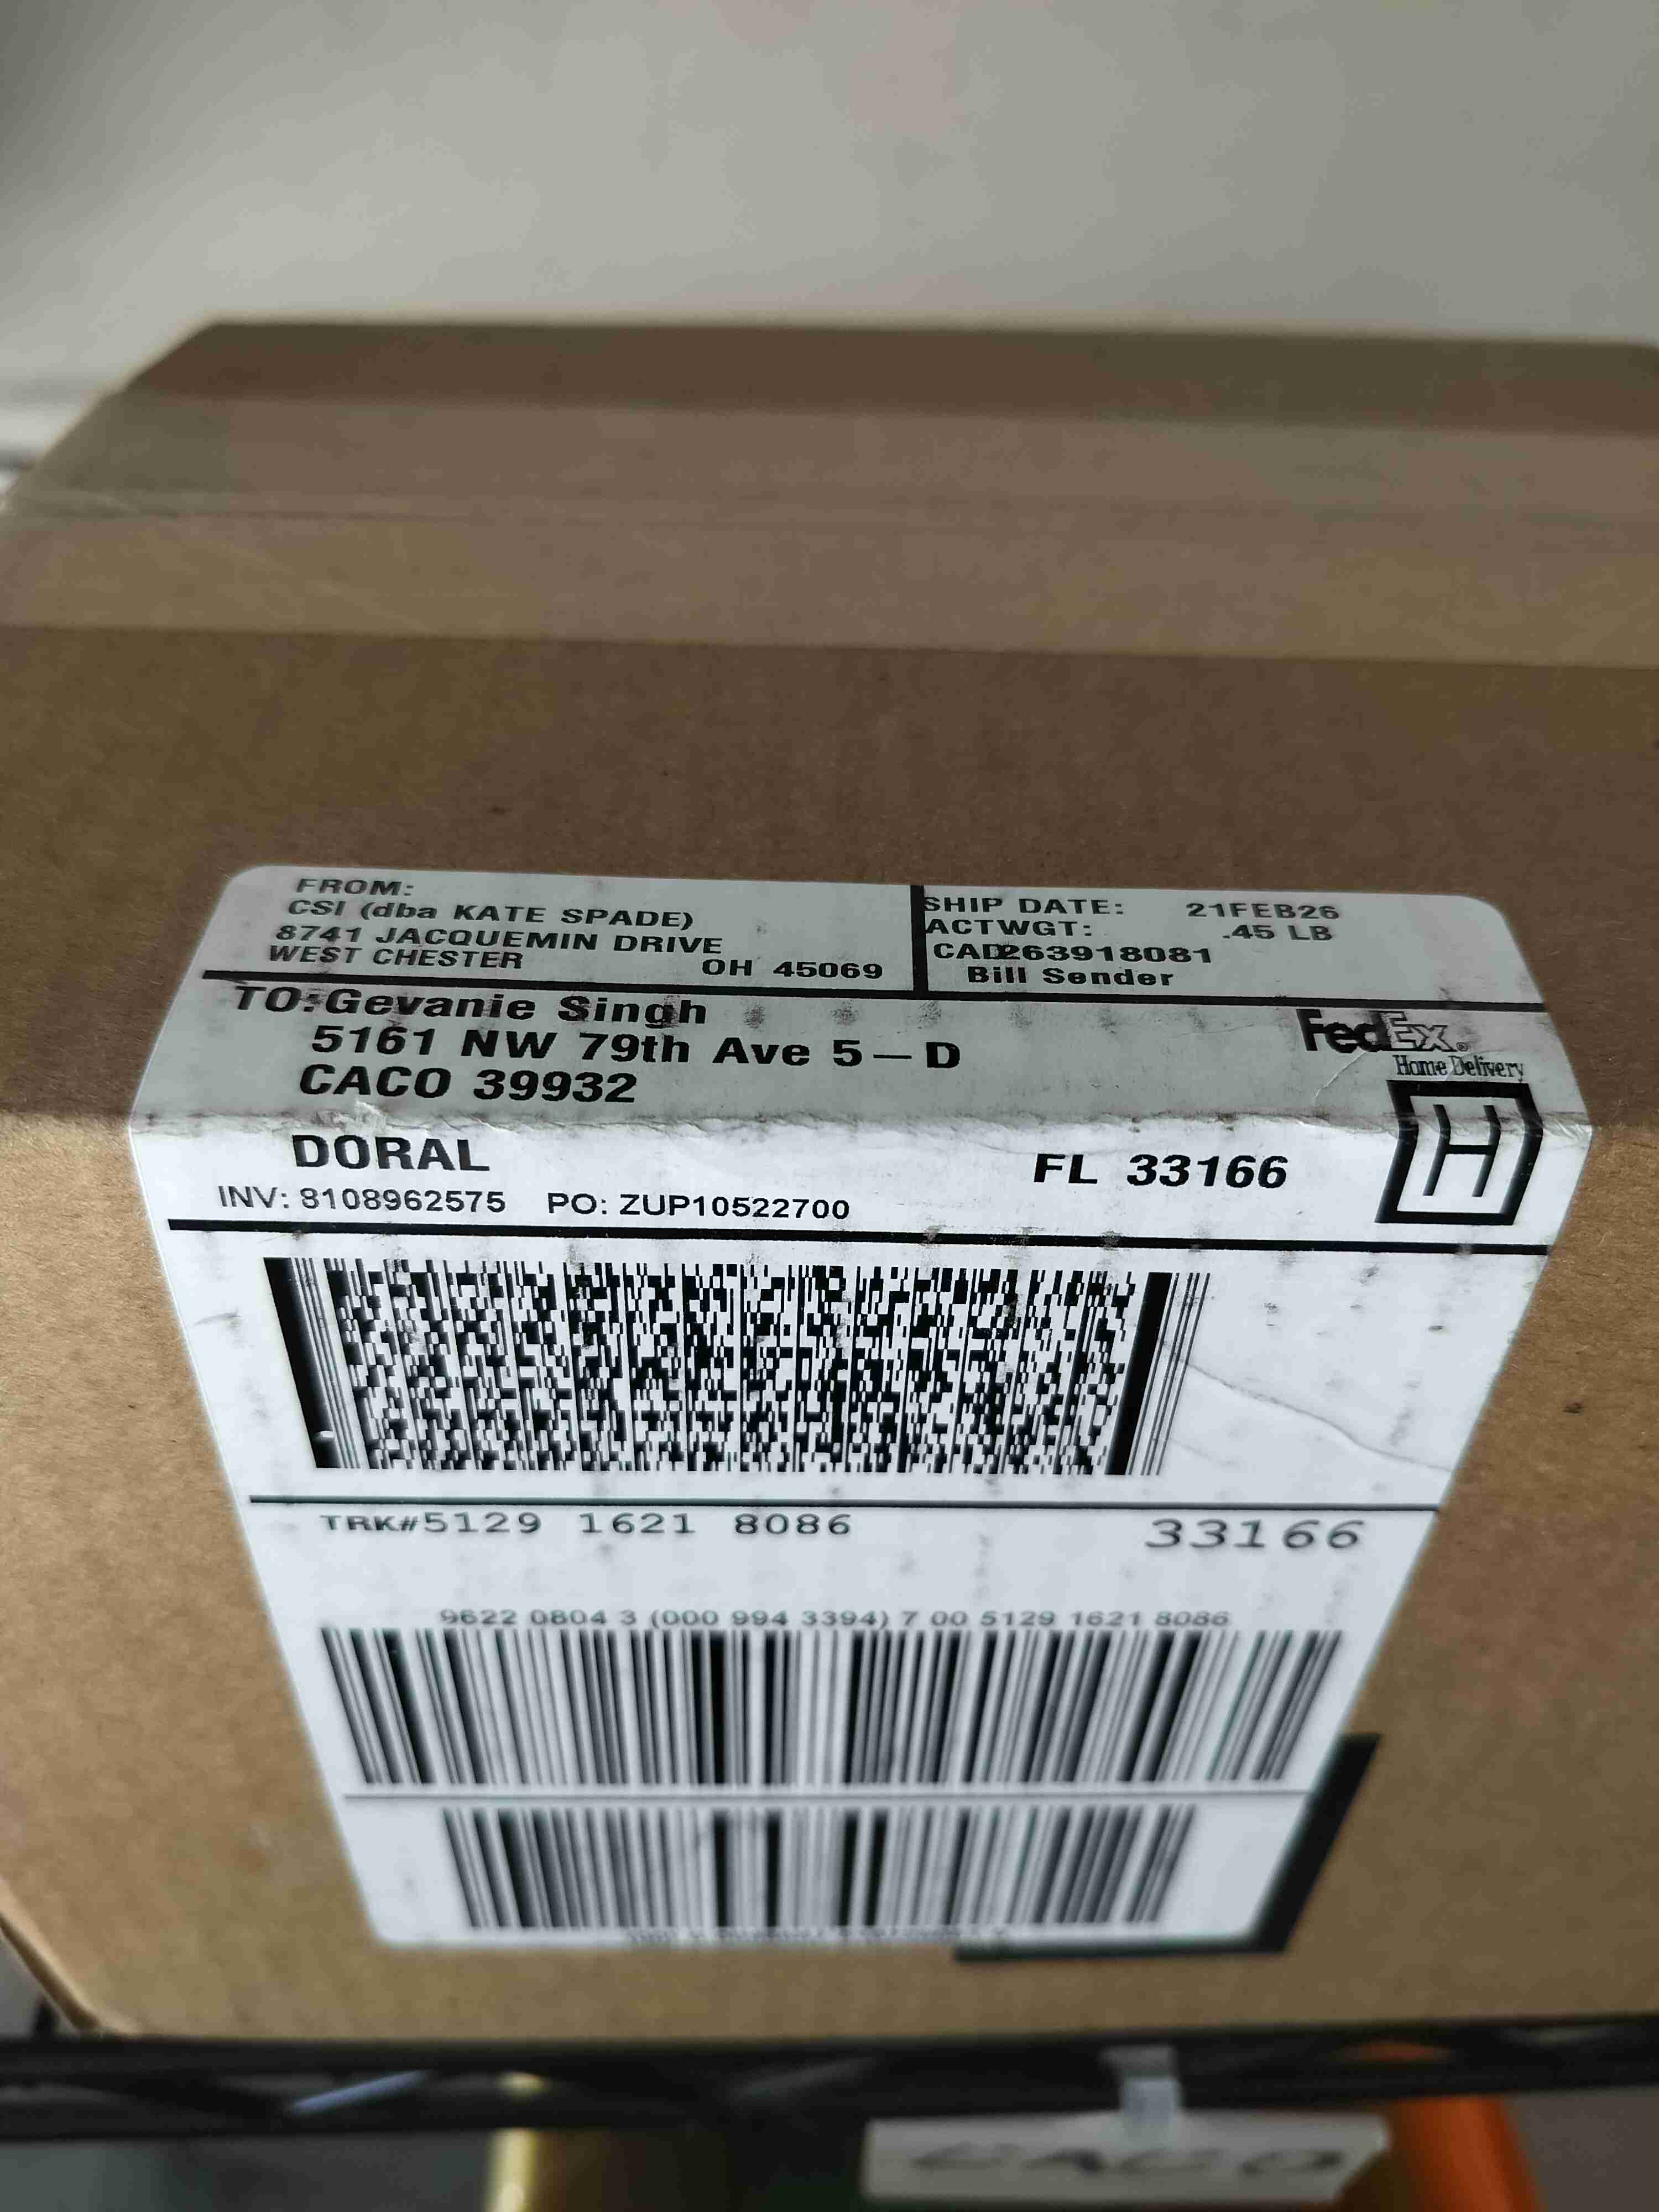 FROM:
CSI (dba KATE SPADE)
8741 JACQUEMIN DRIVE
WEST CHESTER OH 45069
SHIP DATE: 21FEB26
ACTWGT: .45 LB
CAD263918081
Bill Sender
TO:Gevanie Singh
5161 NW 79th Ave 5-D
CACO 39932
DORAL FL 33166
FedEx®
Home Delivery
H
INV: 8108962575 PO: ZUP10522700
TRK#5129 1621 8086 33166
9622 0804 3 (000 994 3394) 7 00 5129 1621 8086
CACO